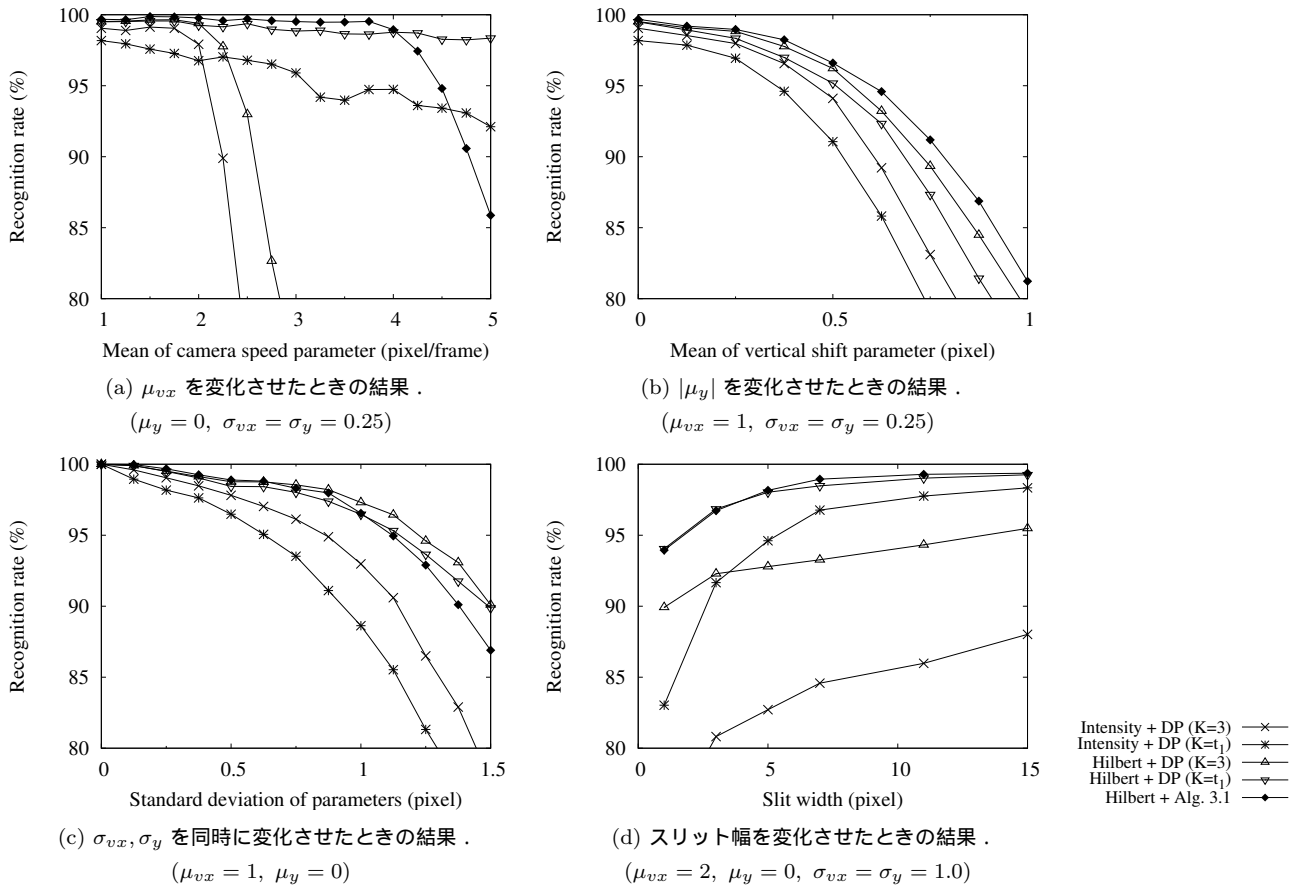 100
95
90
85
80
1
2
3
4
5
Recognition rate (%)
Mean of camera speed parameter (pixel/frame)
(a) μvx を変化させたときの結果．
(μy = 0, σvx = σy = 0.25)
100
95
90
85
80
0
0.5
1
Recognition rate (%)
Mean of vertical shift parameter (pixel)
(b) |μy| を変化させたときの結果．
(μvx = 1, σvx = σy = 0.25)
100
95
90
85
80
0
0.5
1
1.5
Recognition rate (%)
Standard deviation of parameters (pixel)
(c) σvx, σy を同時に変化させたときの結果．
(μvx = 1, μy = 0)
100
95
90
85
80
0
5
10
15
Recognition rate (%)
Slit width (pixel)
(d) スリット幅を変化させたときの結果．
(μvx = 2, μy = 0, σvx = σy = 1.0)
Intensity + DP (K=3)
Intensity + DP (K=t1)
Hilbert + DP (K=3)
Hilbert + DP (K=t1)
Hilbert + Alg. 3.1